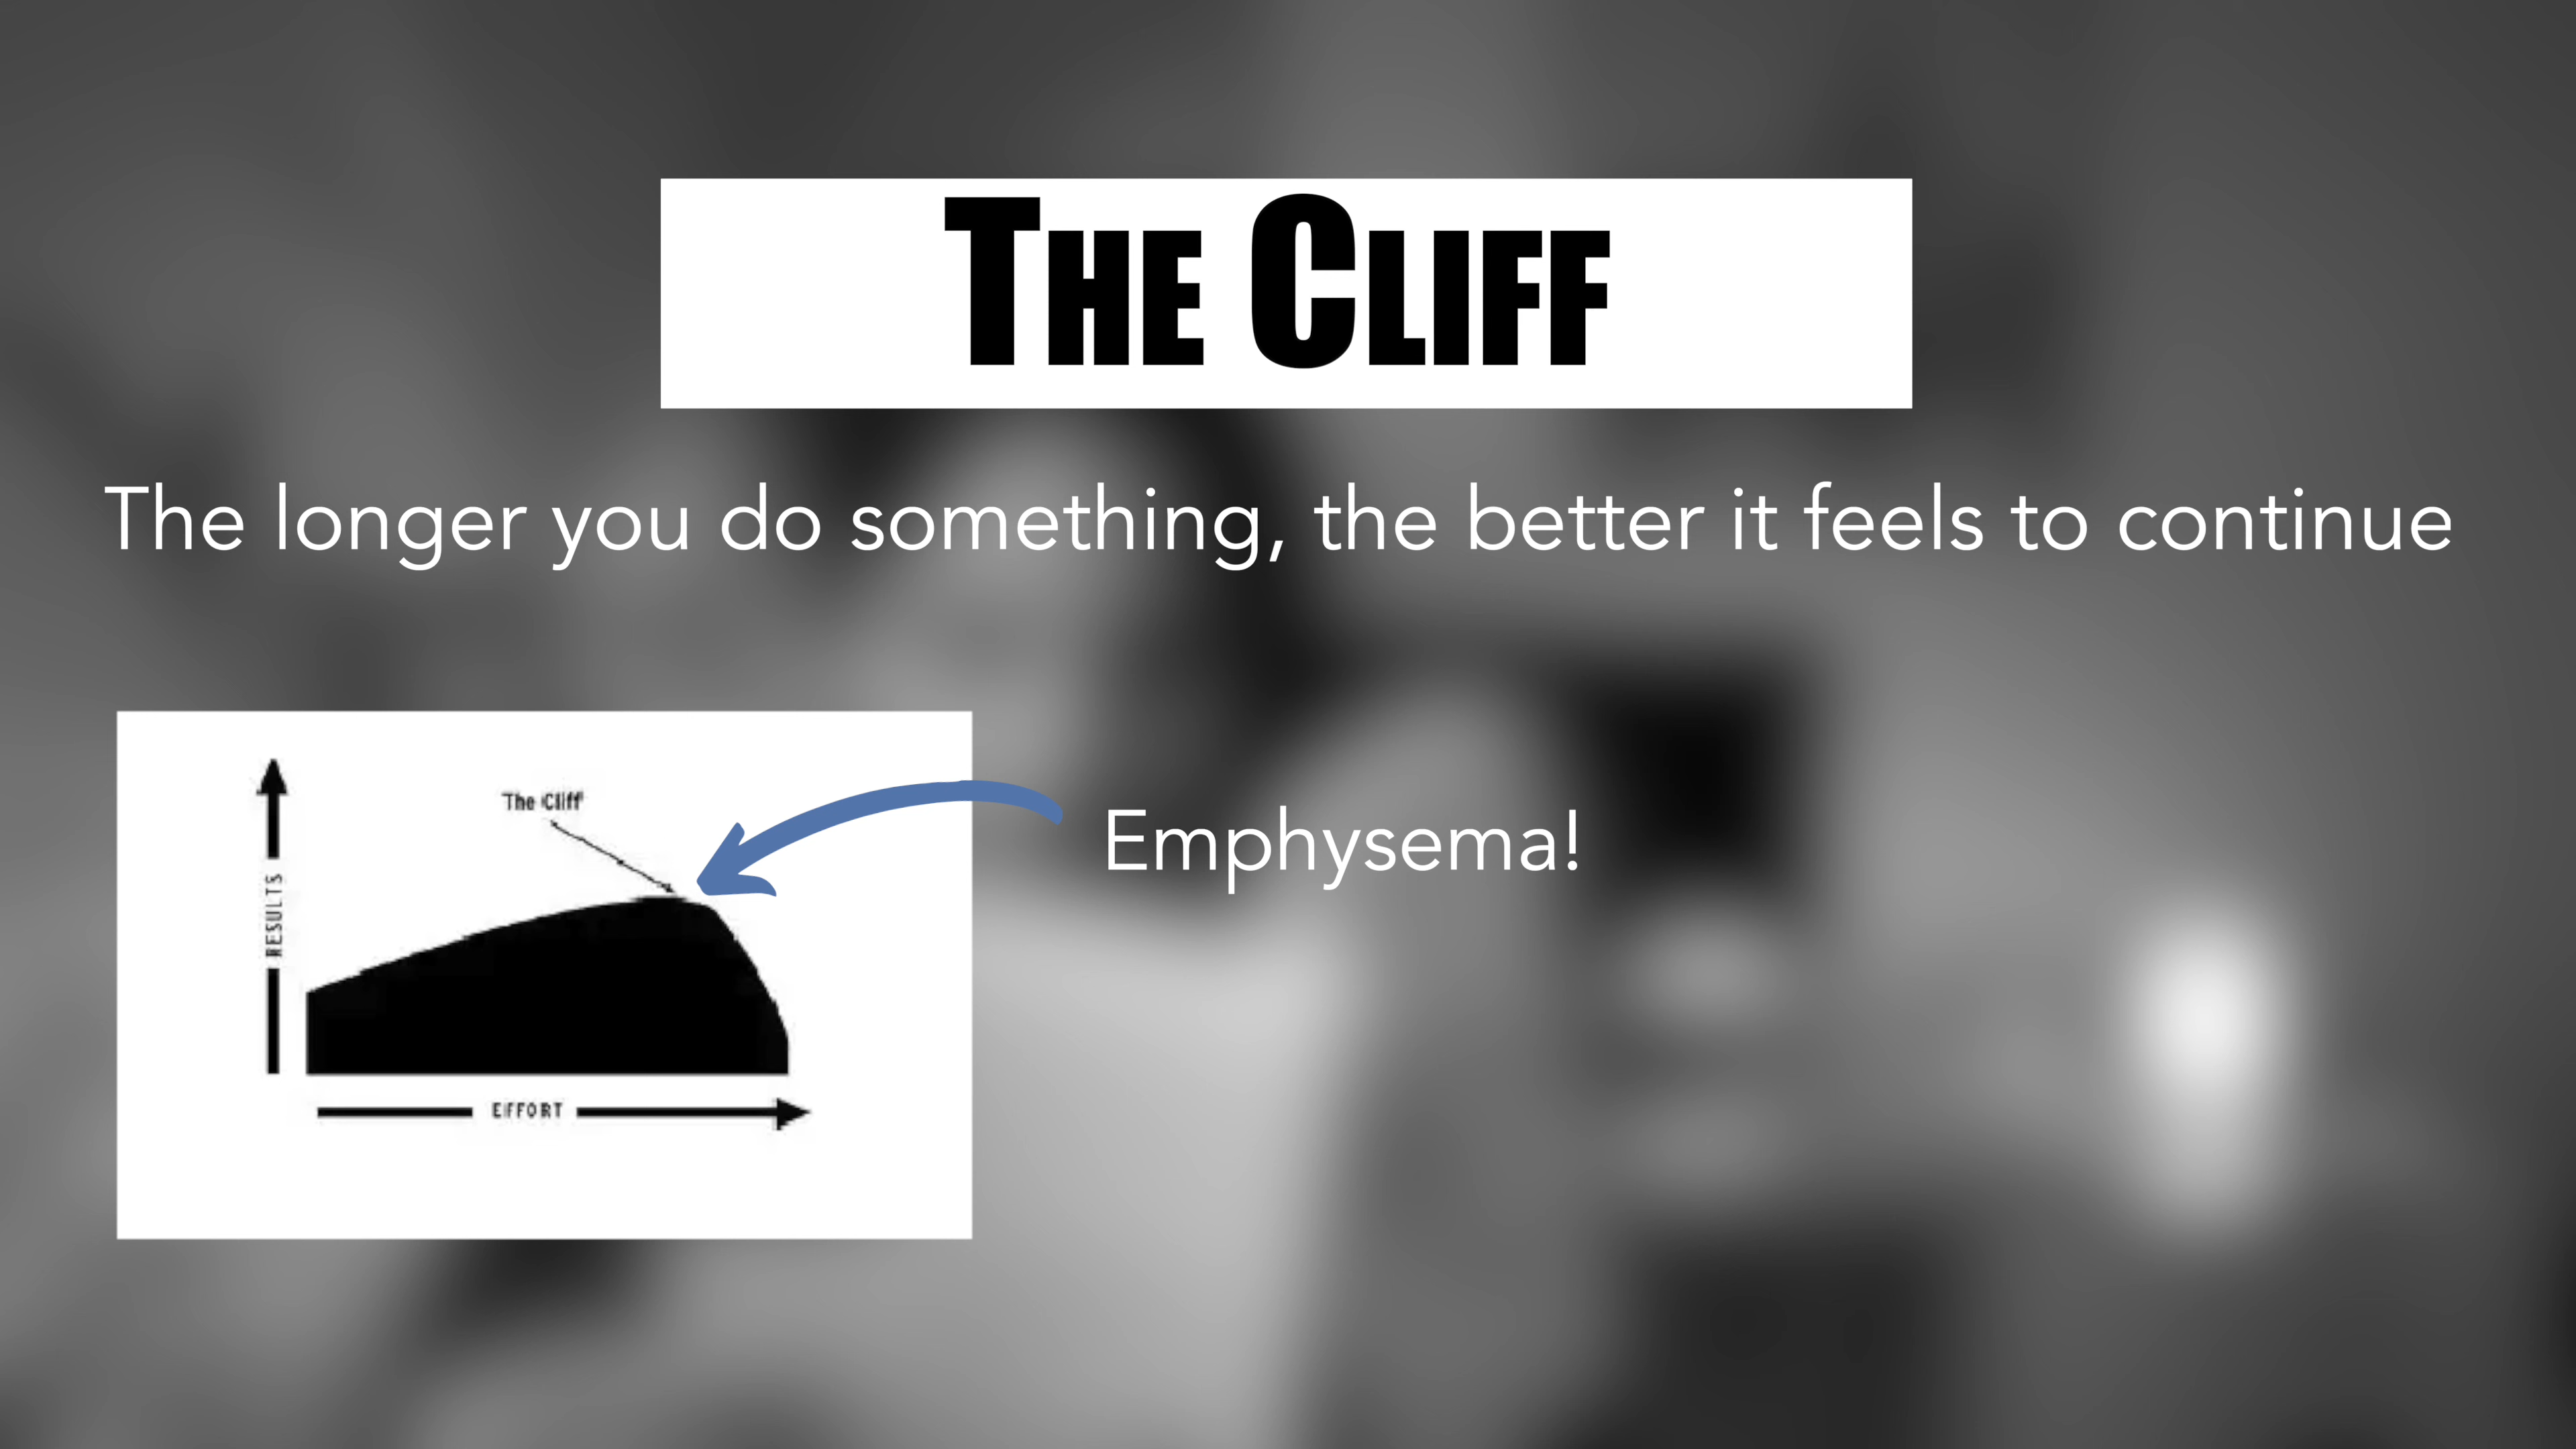 THE CLIFF
The longer you do something, the better it feels to continue
The Cliff
Emphysema!
RESULTS
EFFORT